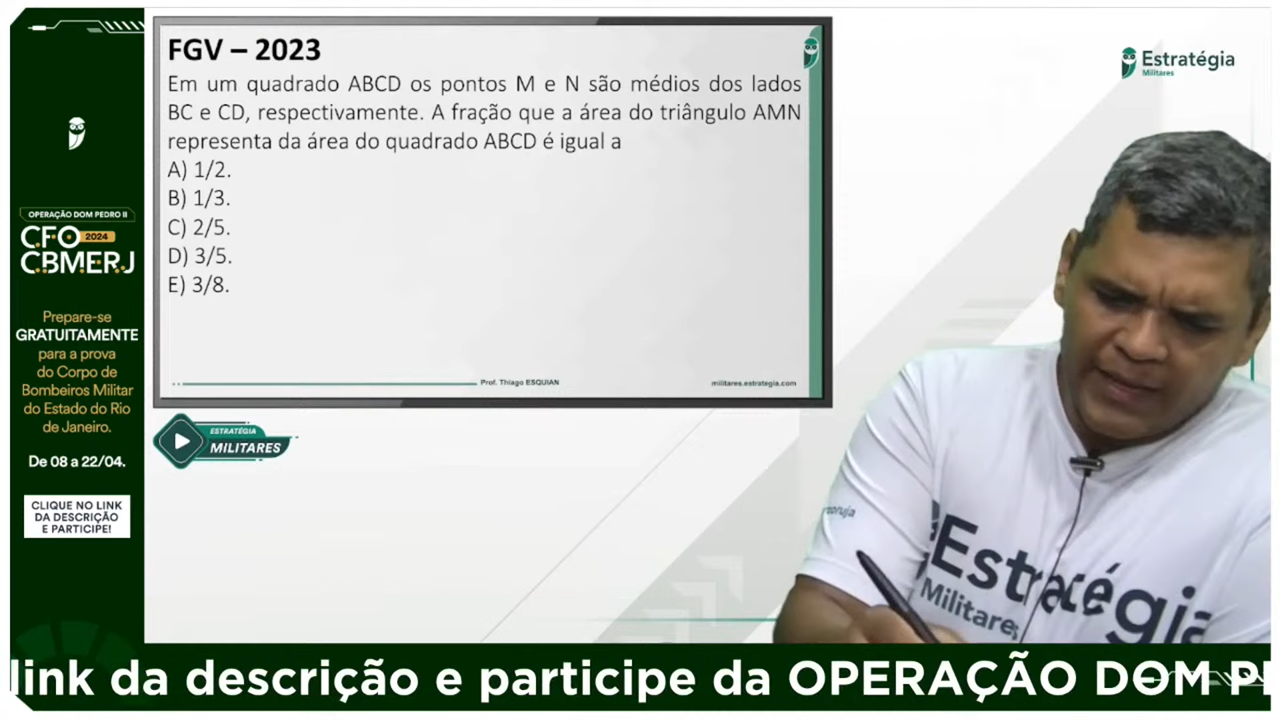 FGV – 2023
Em um quadrado ABCD os pontos M e N são médios dos lados
BC e CD, respectivamente. A fração que a área do triângulo AMN
representa da área do quadrado ABCD é igual a
A) 1/2.
B) 1/3.
C) 2/5.
D) 3/5.
E) 3/8.
Prof. Thiago ESQUIAN
militares.estrategia.com
Estratégia
Militares
OPERAÇÃO DOM PEDRO II
CFO 2024
CBMERJ
Prepare-se
GRATUITAMENTE
para a prova
do Corpo de
Bombeiros Militar
do Estado do Rio
de Janeiro.
De 08 a 22/04.
CLIQUE NO LINK
DA DESCRIÇÃO
E PARTICIPE!
ESTRATÉGIA
MILITARES
Estratégia
Militares
link da descrição e participe da OPERAÇÃO DOM